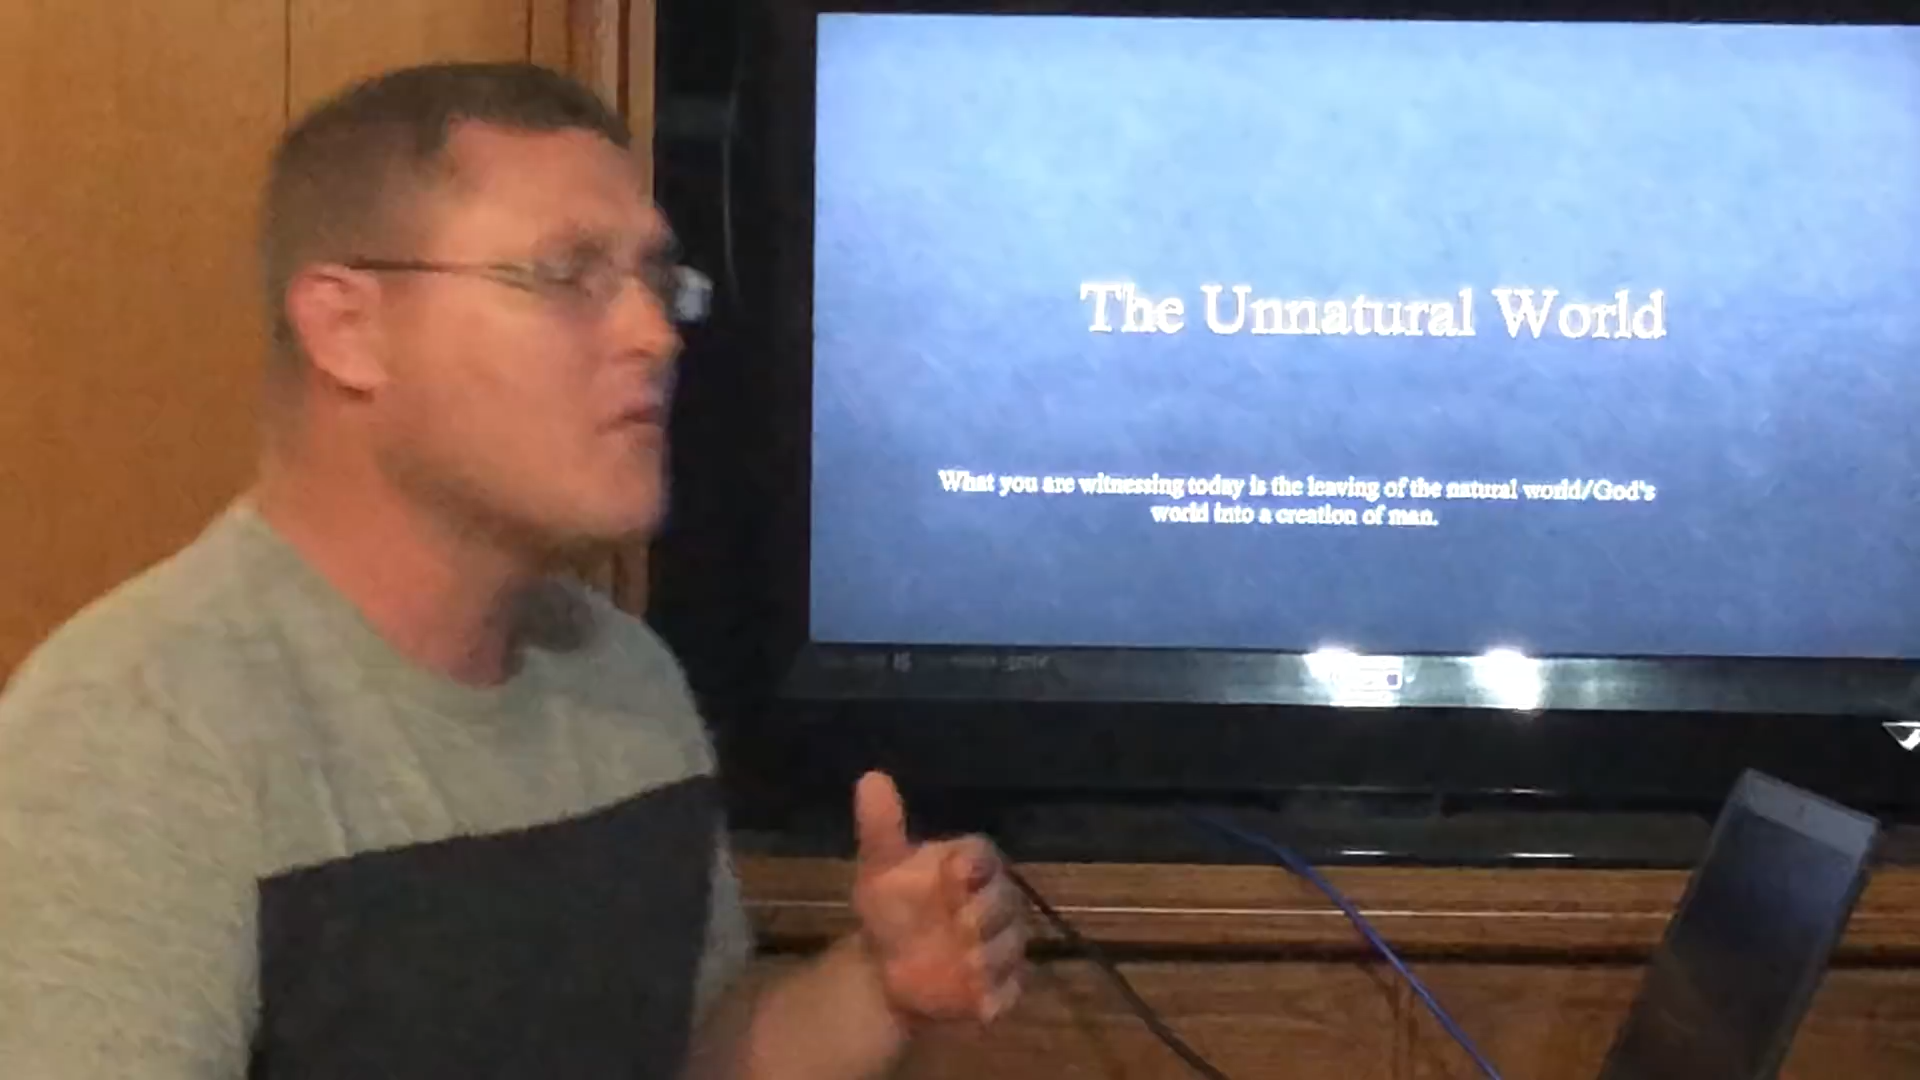 The Unnatural World
What you are witnessing today is the leaving of the natural world/God's
world into a creation of man.